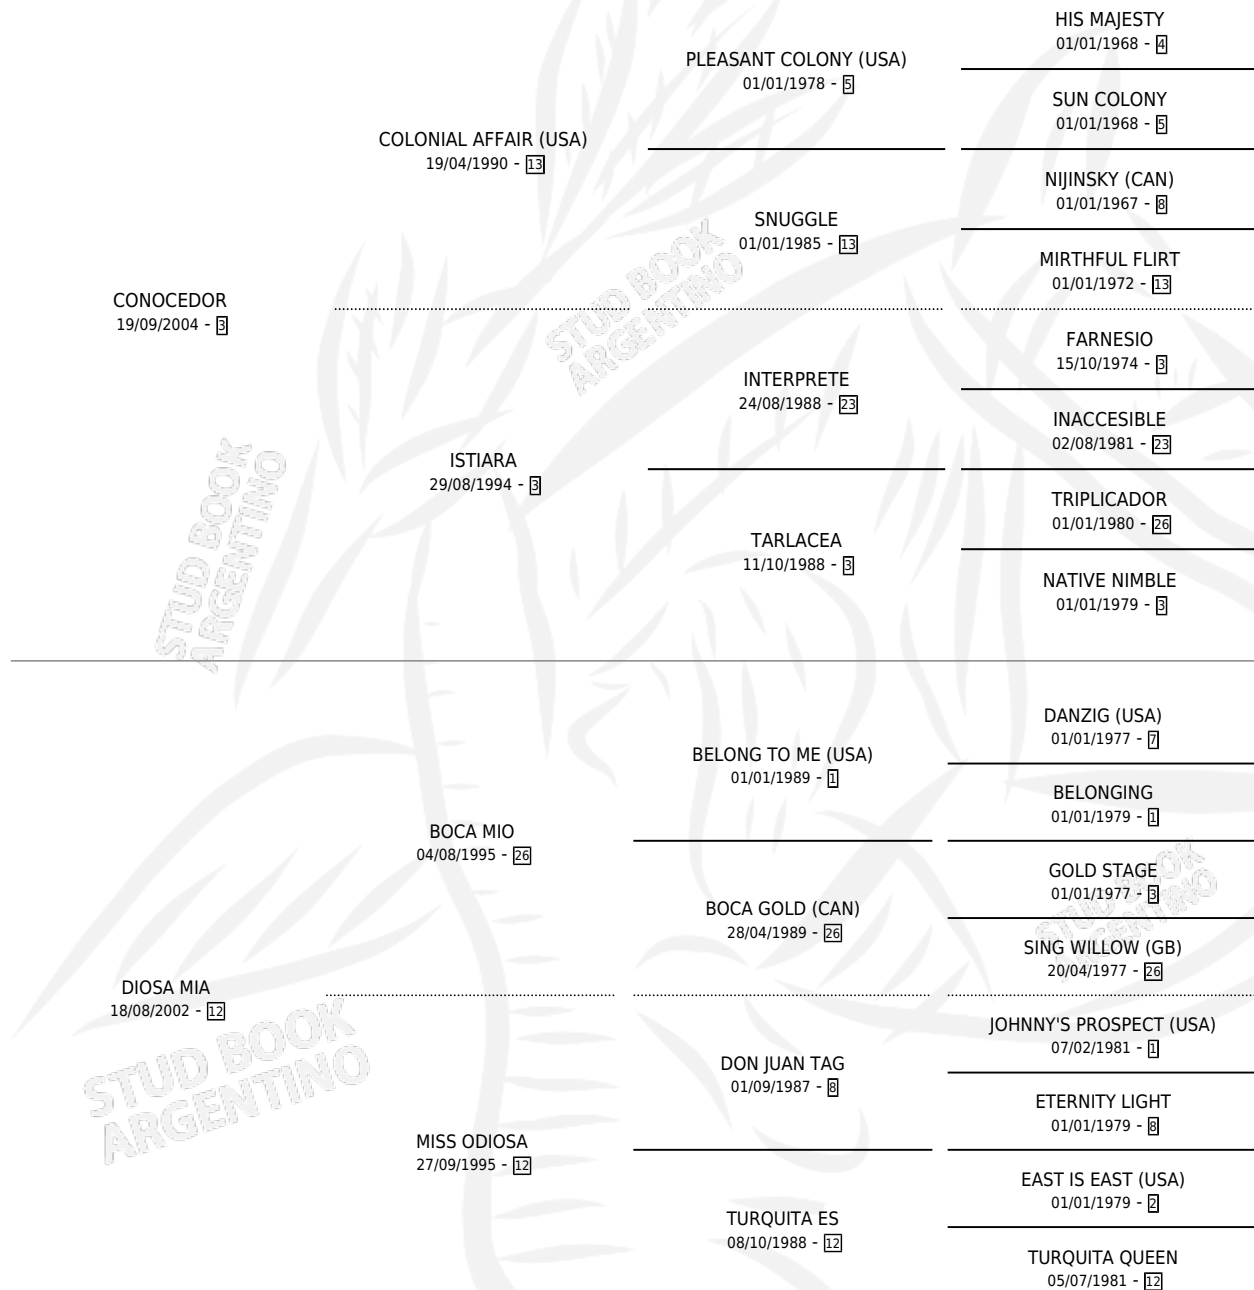 HIS MAJESTY
01/01/1968 - 4
PLEASANT COLONY (USA)
01/01/1978 - 5
SUN COLONY
01/01/1968 - 5
COLONIAL AFFAIR (USA)
19/04/1990 - 13
NIJINSKY (CAN)
01/01/1967 - 8
SNUGGLE
01/01/1985 - 13
MIRTHFUL FLIRT
01/01/1972 - 13
CONOCEDOR
19/09/2004 - 3
STUD BOOK
ARGENTINO
FARNESIO
15/10/1974 - 3
INTERPRETE
24/08/1988 - 23
INACCESIBLE
02/08/1981 - 23
ISTIARA
29/08/1994 - 3
TRIPLICADOR
01/01/1980 - 26
TARLACEA
11/10/1988 - 3
NATIVE NIMBLE
01/01/1979 - 3
STUD BOOK
ARGENTINO
DANZIG (USA)
01/01/1977 - 7
BELONG TO ME (USA)
01/01/1989 - 1
BELONGING
01/01/1979 - 1
BOCA MIO
04/08/1995 - 26
GOLD STAGE
01/01/1977 - 3
STUD BOOK
ARGENTINO
BOCA GOLD (CAN)
28/04/1989 - 26
SING WILLOW (GB)
20/04/1977 - 26
DIOSA MIA
18/08/2002 - 12
STUD BOOK
ARGENTINO
JOHNNY'S PROSPECT (USA)
07/02/1981 - 1
DON JUAN TAG
01/09/1987 - 8
ETERNITY LIGHT
01/01/1979 - 8
MISS ODIOSA
27/09/1995 - 12
EAST IS EAST (USA)
01/01/1979 - 2
TURQUITA ES
08/10/1988 - 12
TURQUITA QUEEN
05/07/1981 - 12